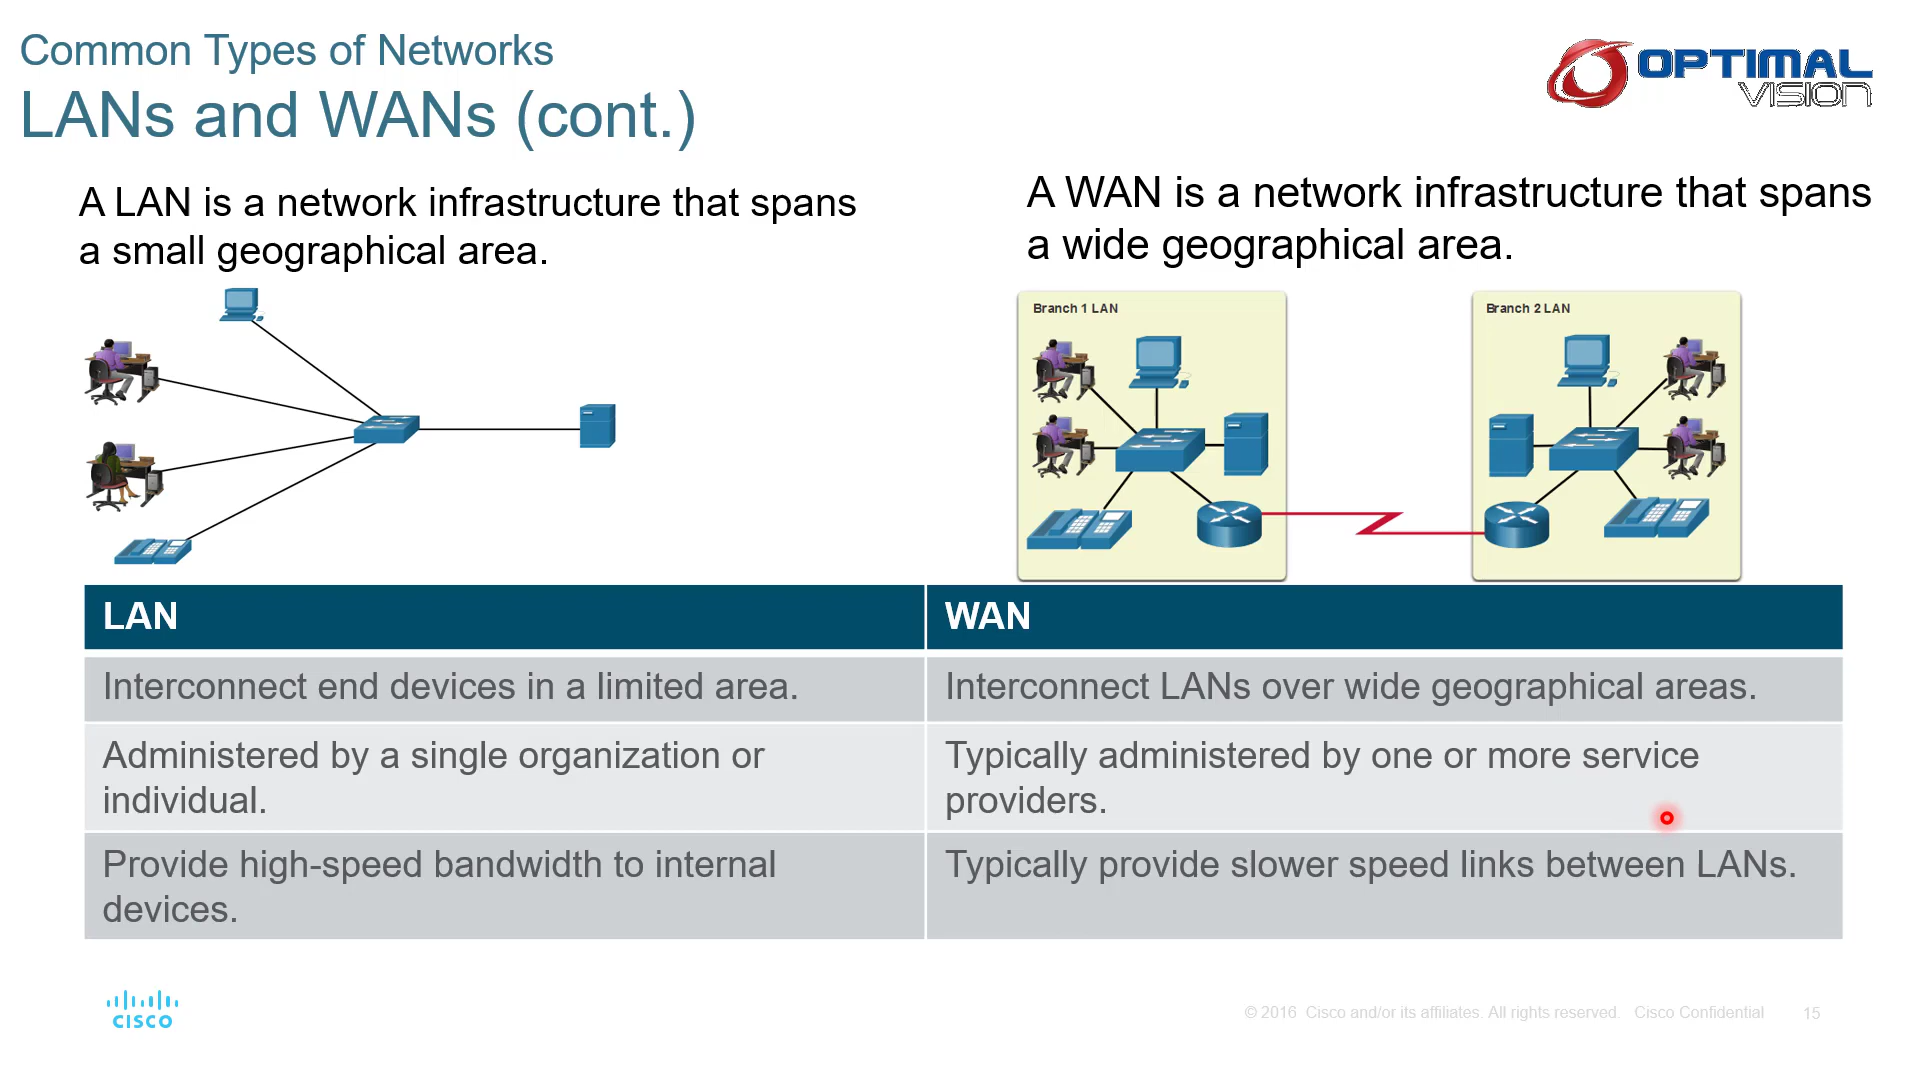 Common Types of Networks
LANs and WANs (cont.)
OPTIMAL
VISION
A LAN is a network infrastructure that spans
a small geographical area.
A WAN is a network infrastructure that spans
a wide geographical area.
Branch 1 LAN
Branch 2 LAN
LAN
WAN
Interconnect end devices in a limited area.
Interconnect LANs over wide geographical areas.
Administered by a single organization or
individual.
Typically administered by one or more service
providers.
Provide high-speed bandwidth to internal
devices.
Typically provide slower speed links between LANs.
CISCO
© 2016 Cisco and/or its affiliates. All rights reserved. Cisco Confidential
15